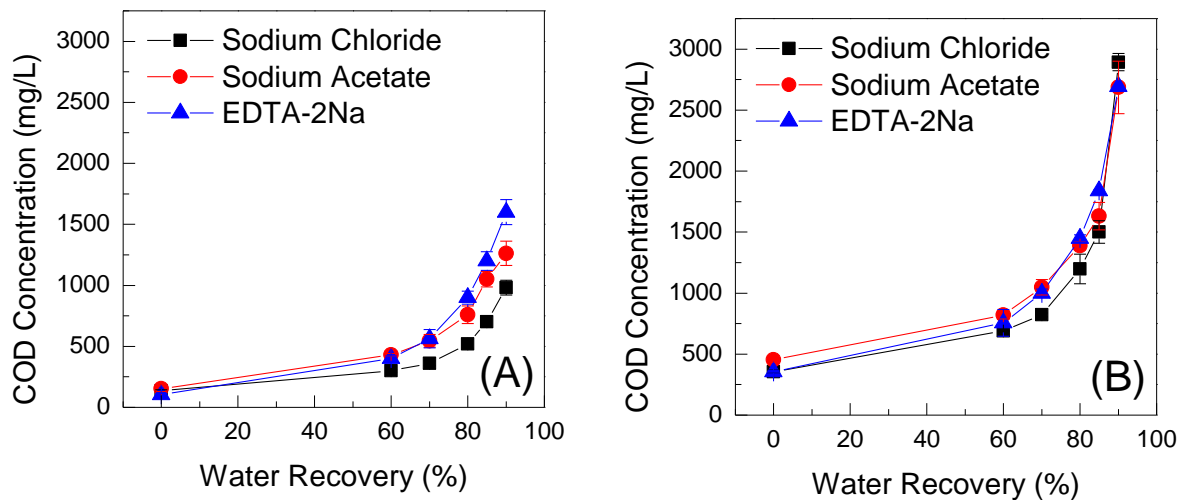 COD Concentration (mg/L)
3000
2500
2000
1500
1000
500
0
Sodium Chloride
Sodium Acetate
EDTA-2Na
(A)
0 20 40 60 80 100
Water Recovery (%)
COD Concentration (mg/L)
3000
2500
2000
1500
1000
500
0
Sodium Chloride
Sodium Acetate
EDTA-2Na
(B)
0 20 40 60 80 100
Water Recovery (%)